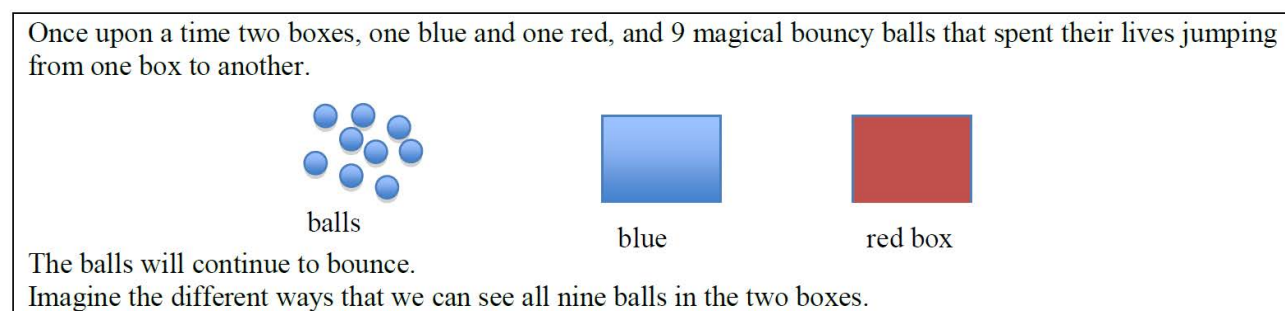 Once upon a time two boxes, one blue and one red, and 9 magical bouncy balls that spent their lives jumping
from one box to another.
balls
blue
red box
The balls will continue to bounce.
Imagine the different ways that we can see all nine balls in the two boxes.